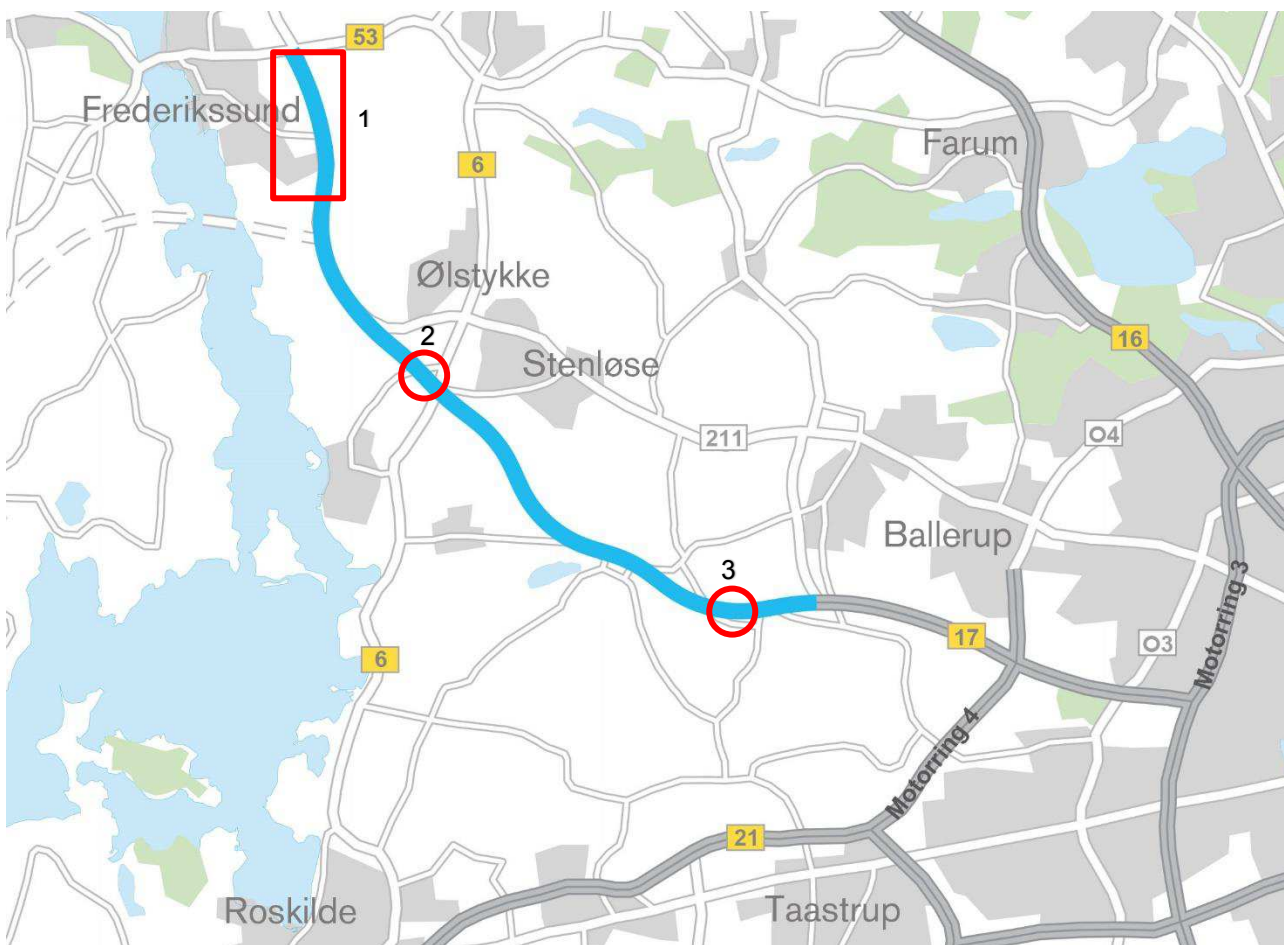 53
Frederikssund
1
Farum
6
Ølstykke
2
16
Stenløse
211
O4
Ballerup
3
Motorring 3
17
O3
6
Motorring 4
21
Roskilde
Taastrup